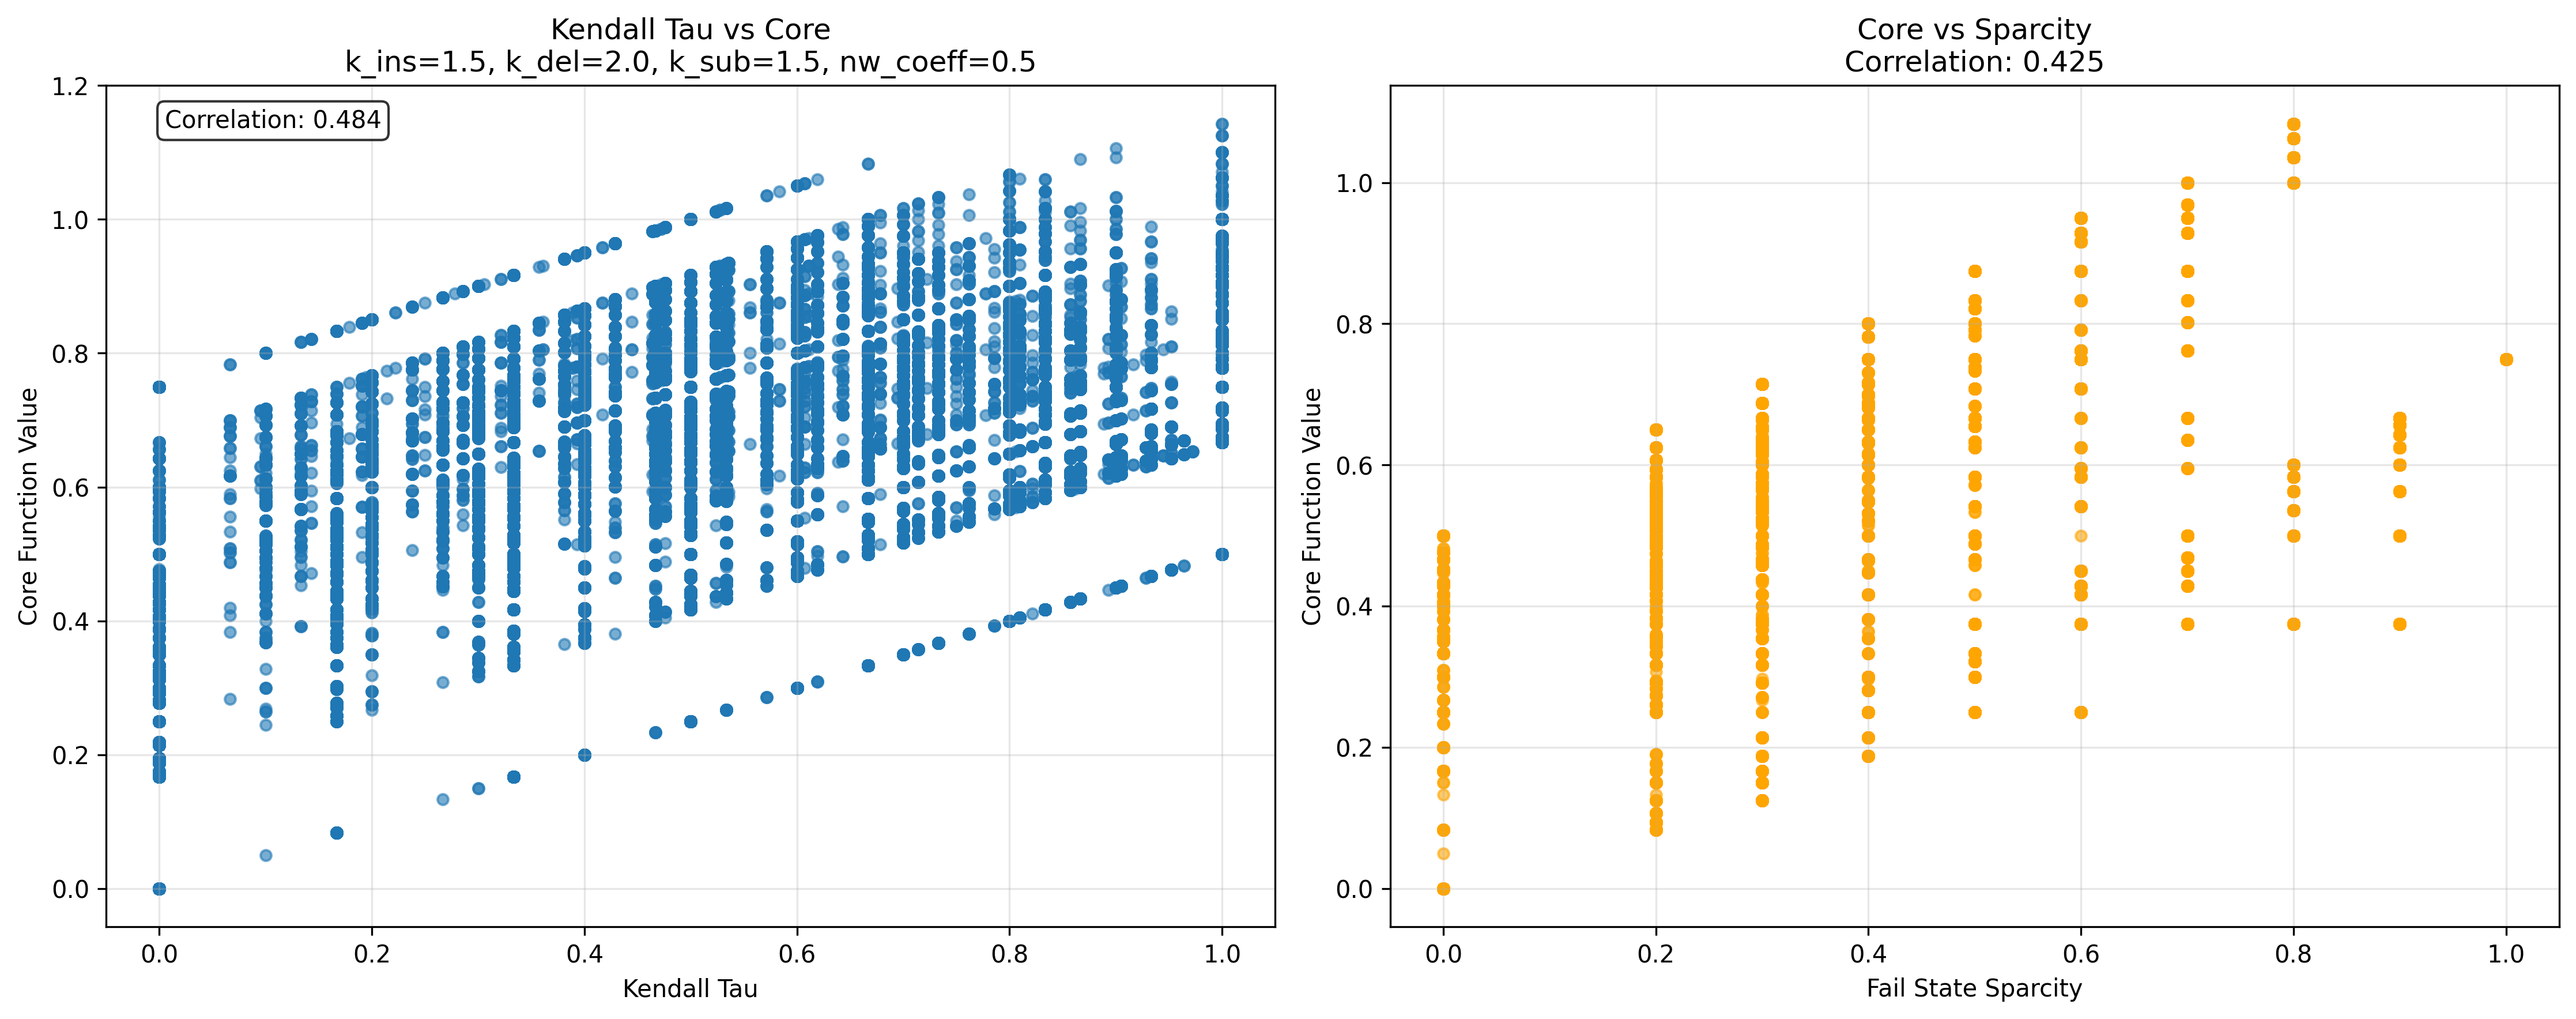 Kendall Tau vs Core
k_ins=1.5, k_del=2.0, k_sub=1.5, nw_coeff=0.5
Correlation: 0.484
Core Function Value
1.2
1.0
0.8
0.6
0.4
0.2
0.0
0.0 0.2 0.4 0.6 0.8 1.0
Kendall Tau
Core vs Sparcity
Correlation: 0.425
Core Function Value
1.0
0.8
0.6
0.4
0.2
0.0
0.0 0.2 0.4 0.6 0.8 1.0
Fail State Sparcity